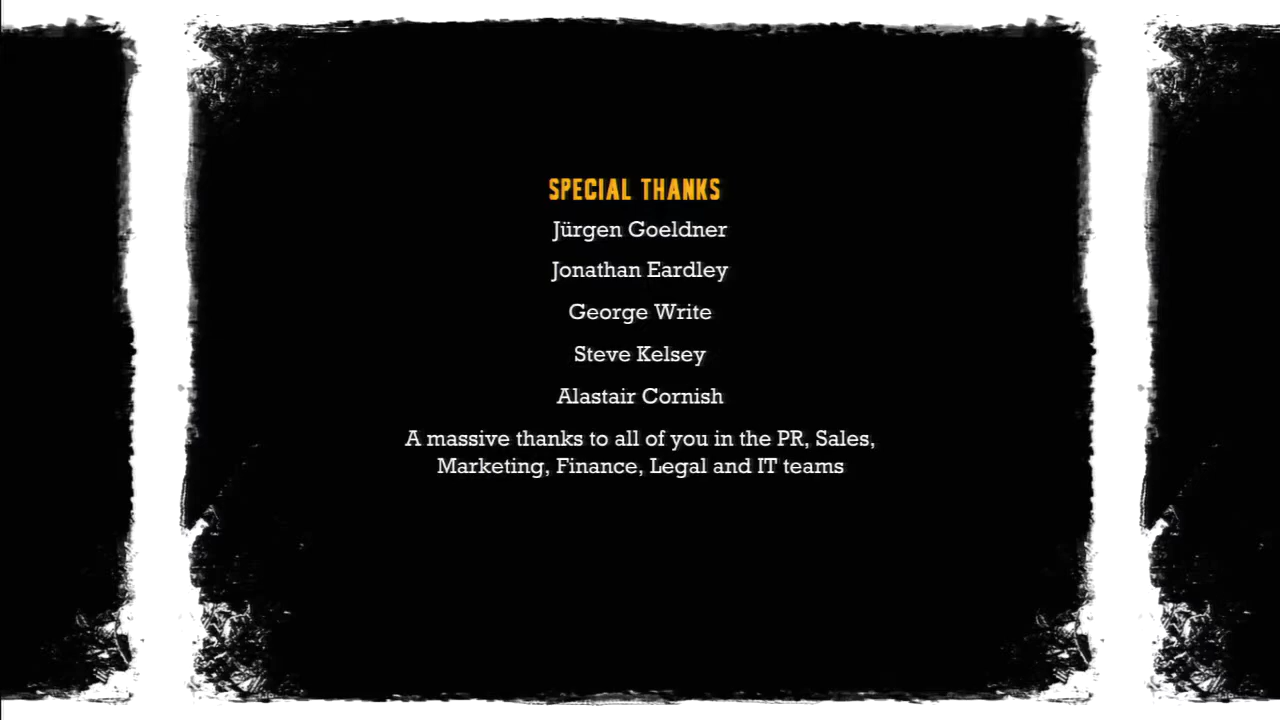 SPECIAL THANKS
Jürgen Goeldner
Jonathan Eardley
George Write
Steve Kelsey
Alastair Cornish
A massive thanks to all of you in the PR, Sales,
Marketing, Finance, Legal and IT teams